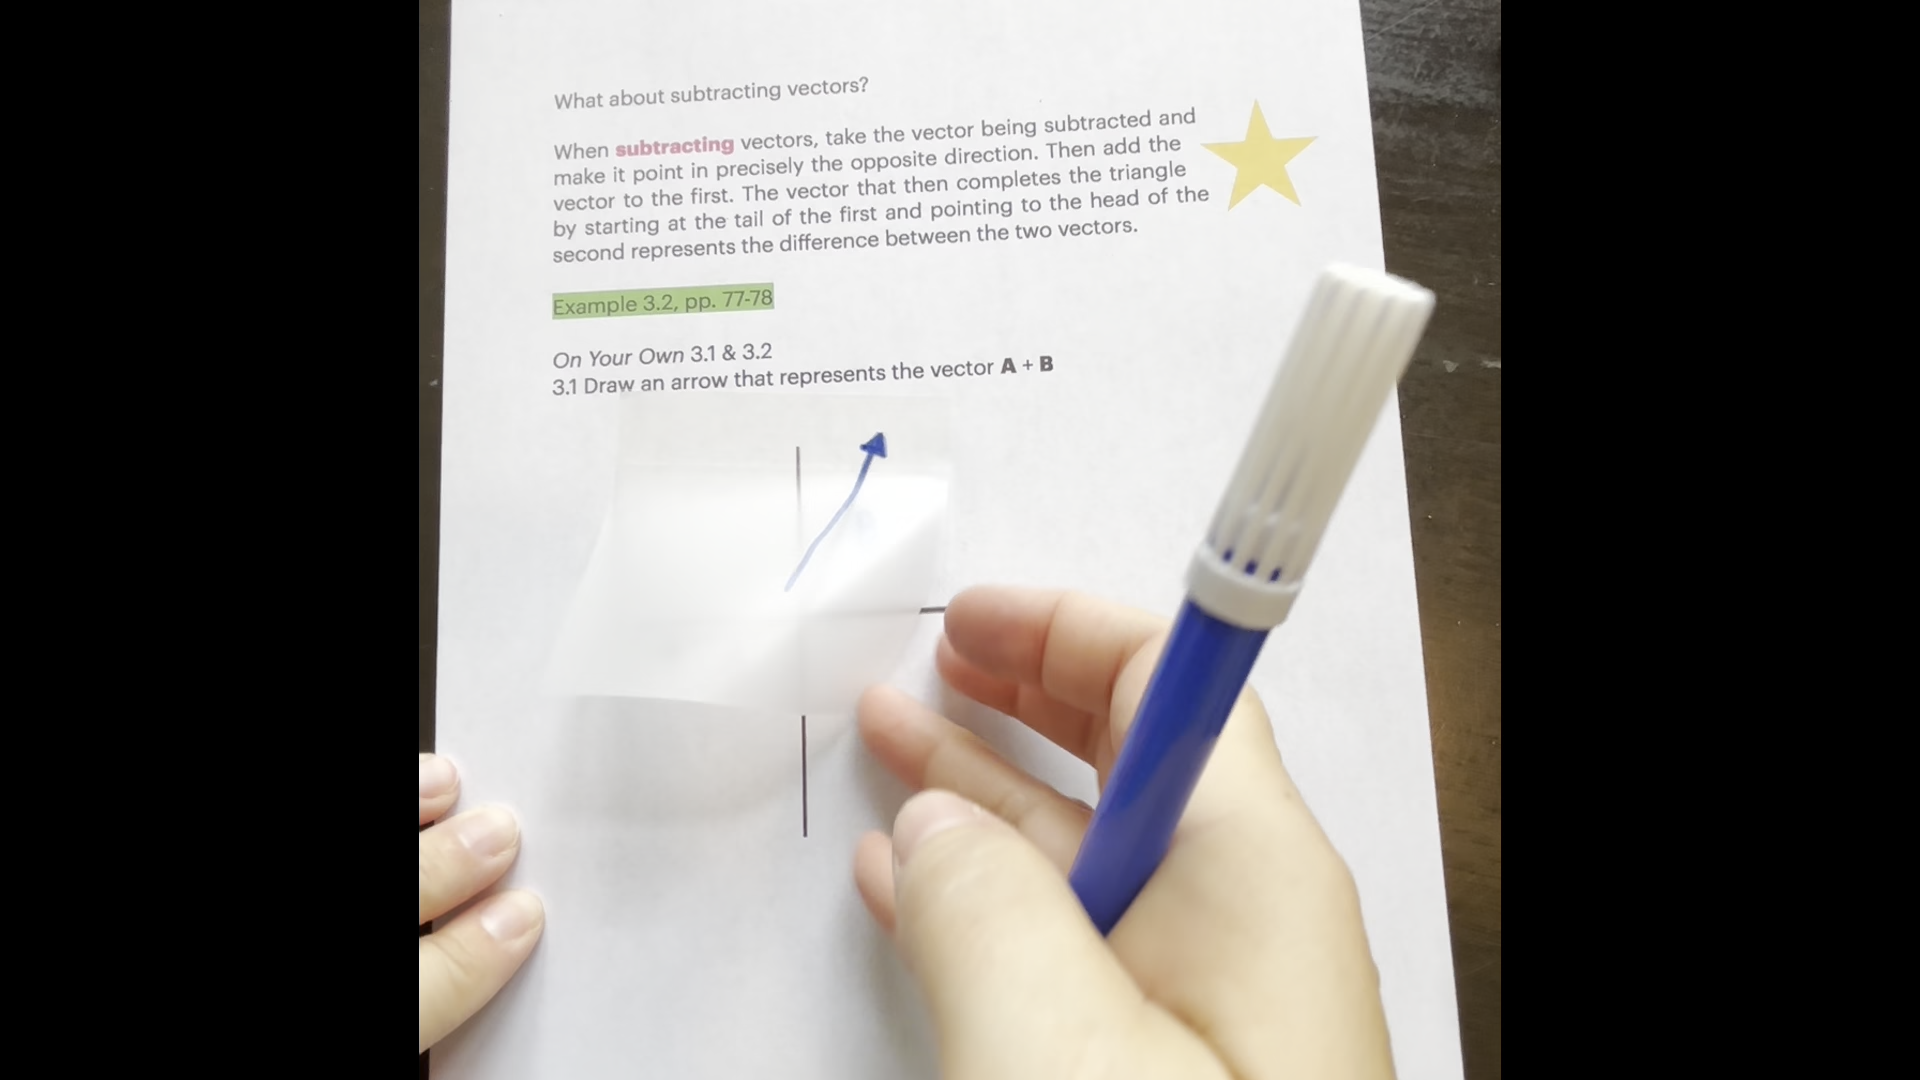 What about subtracting vectors?
When subtracting vectors, take the vector being subtracted and
make it point in precisely the opposite direction. Then add the
vector to the first. The vector that then completes the triangle
by starting at the tail of the first and pointing to the head of the
second represents the difference between the two vectors.
Example 3.2, pp. 77-78
On Your Own 3.1 & 3.2
3.1 Draw an arrow that represents the vector A + B